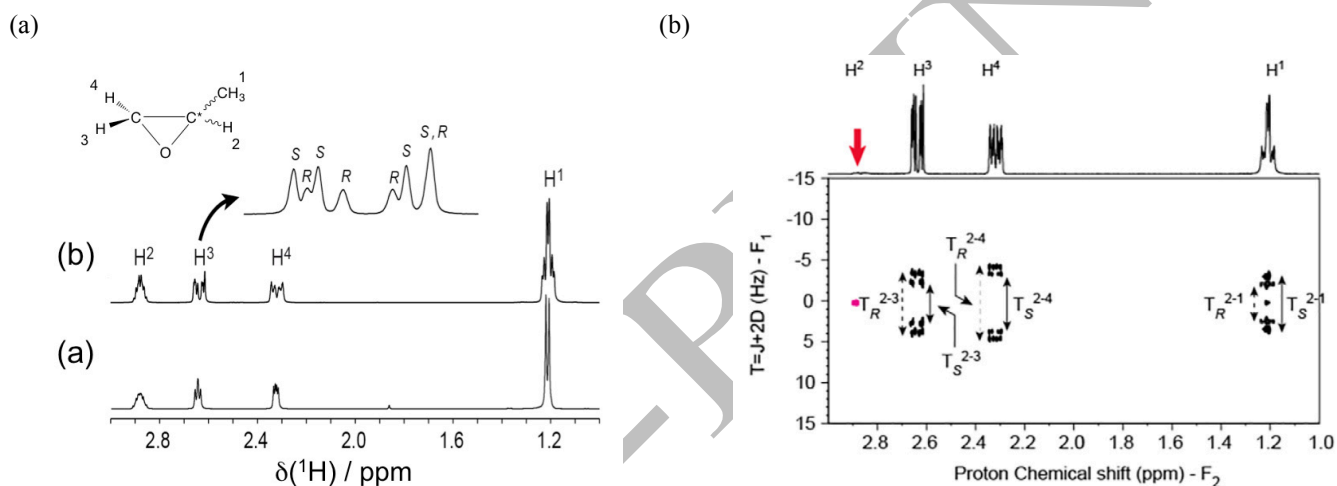 (a)
4
H
3
H
C
C*
1
CH3
H
2
O
S
R
S
R
R
S
S,R
(b)
H2
H3
H4
H1
(a)
2.8
2.4
2.0
1.6
1.2
δ(1H) / ppm
(b)
H2
H3
H4
H1
T=J+2D (Hz) - F1
-15
-10
-5
0
5
10
15
TR2-3
TS2-3
TR2-4
TS2-4
TR2-1
TS2-1
2.8
2.6
2.4
2.2
2.0
1.8
1.6
1.4
1.2
1.0
Proton Chemical shift (ppm) - F2